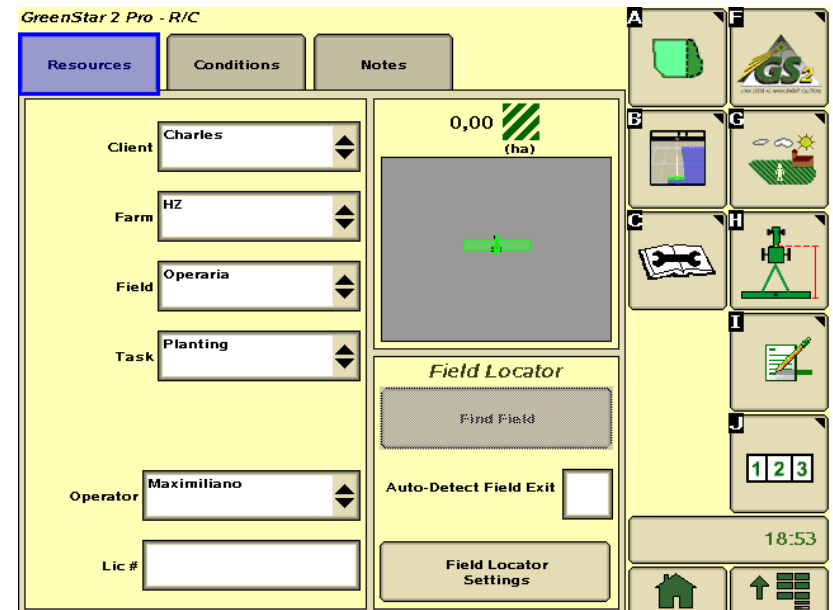 GreenStar 2 Pro - R/C
Resources
Conditions
Notes
Client
Charles
Farm
HZ
Field
Operaria
Task
Planting
Operator
Maximiliano
Lic #
0,00
(ha)
Field Locator
Find Field
Auto-Detect Field Exit
Field Locator
Settings
A
F
GS2
B
G
C
H
I
J
1 2 3
18:53